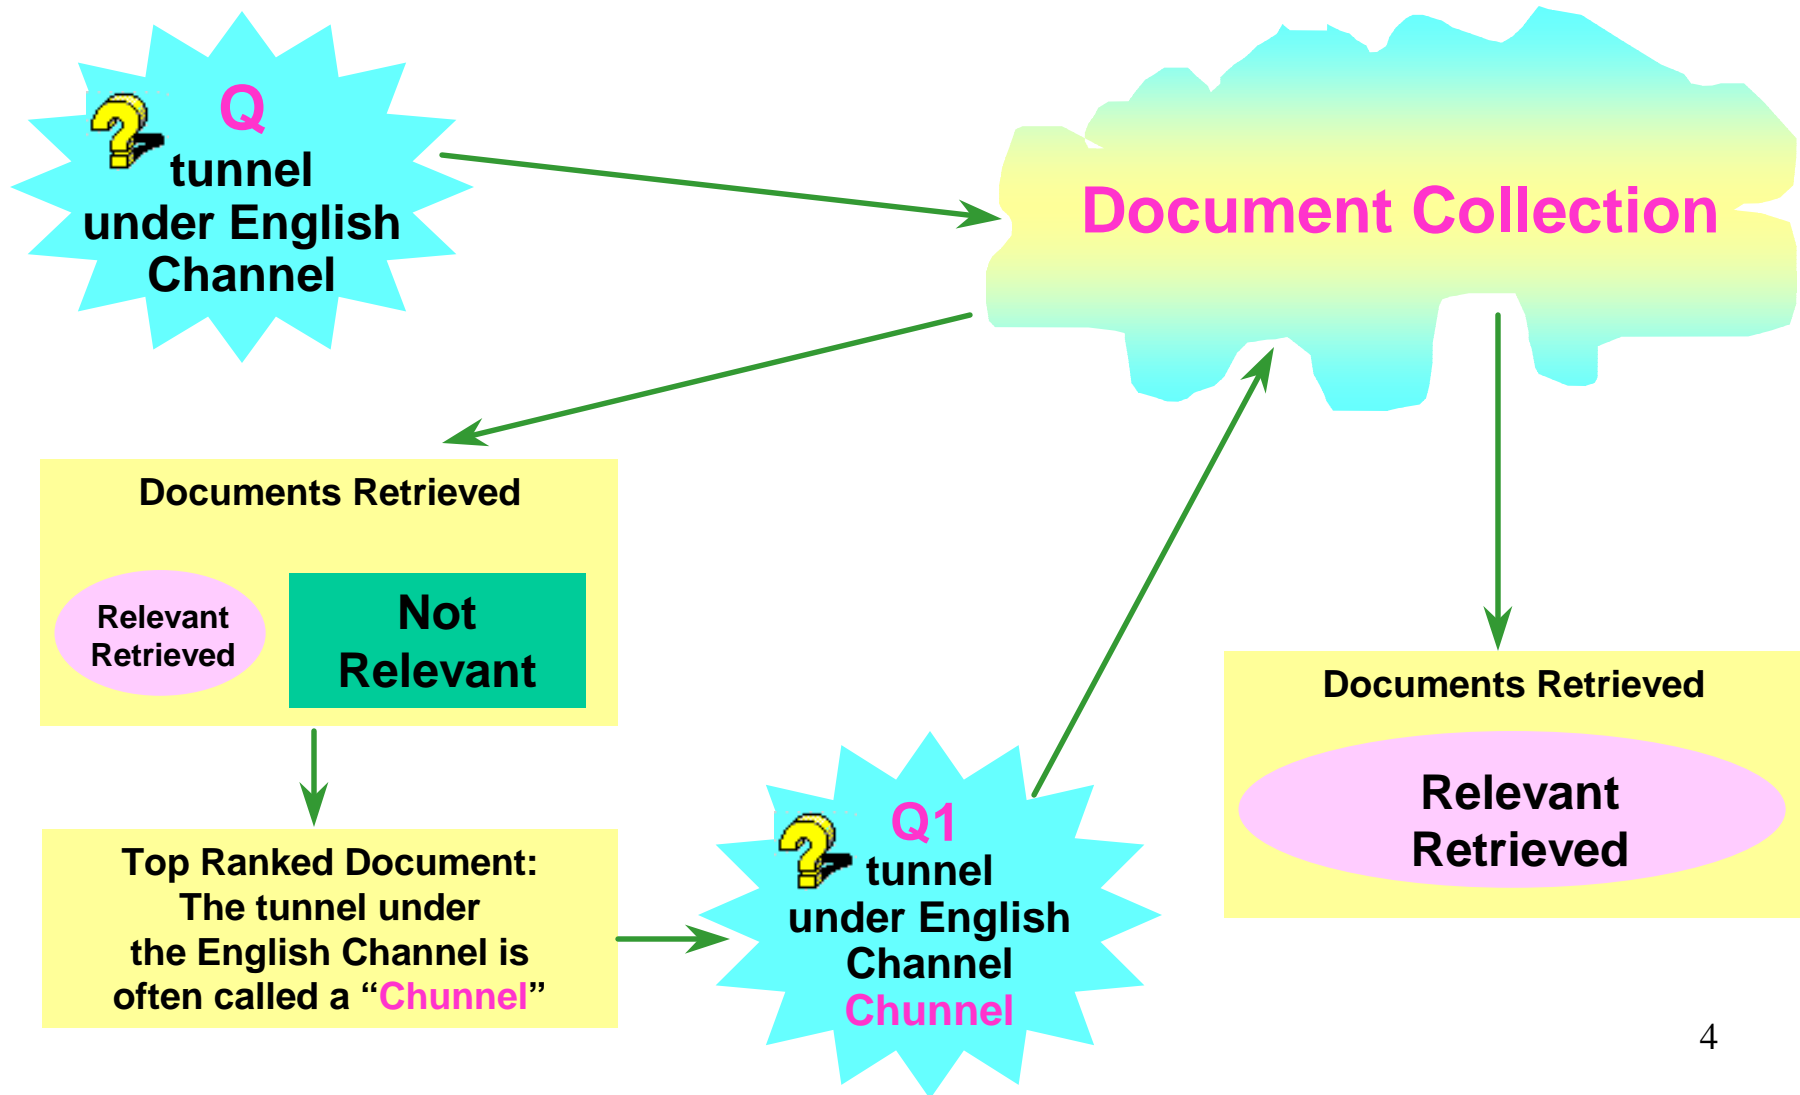 Q
tunnel
under English
Channel
Document Collection
Documents Retrieved
Relevant
Retrieved
Not
Relevant
Top Ranked Document:
The tunnel under
the English Channel is
often called a “Chunnel”
Q1
tunnel
under English
Channel
Chunnel
Documents Retrieved
Relevant
Retrieved
4